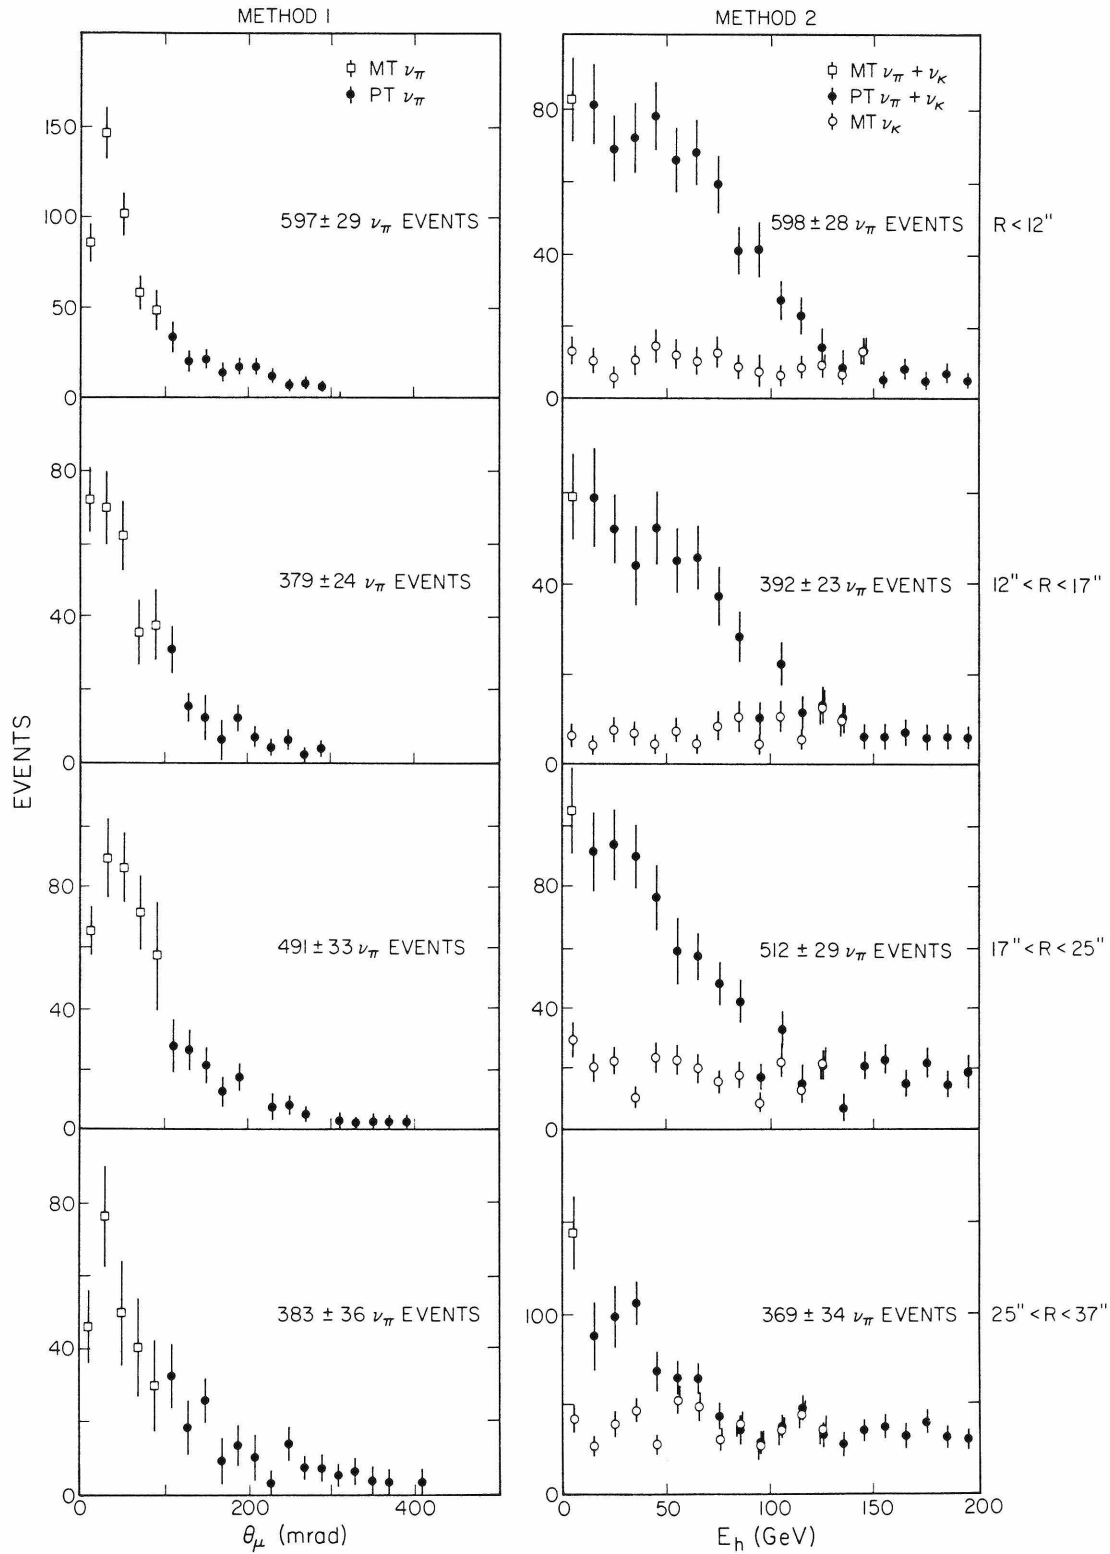 METHOD 1
METHOD 2
MT ν_π
PT ν_π
MT ν_π + ν_κ
PT ν_π + ν_κ
MT ν_κ
150
100
50
0
80
40
0
597 ± 29 ν_π EVENTS
598 ± 28 ν_π EVENTS
R < 12"
80
40
0
40
0
379 ± 24 ν_π EVENTS
392 ± 23 ν_π EVENTS
12" < R < 17"
EVENTS
80
40
0
80
40
0
491 ± 33 ν_π EVENTS
512 ± 29 ν_π EVENTS
17" < R < 25"
80
40
0
100
0
383 ± 36 ν_π EVENTS
369 ± 34 ν_π EVENTS
25" < R < 37"
0 200 400
0 50 100 150 200
θ_μ (mrad)
E_h (GeV)